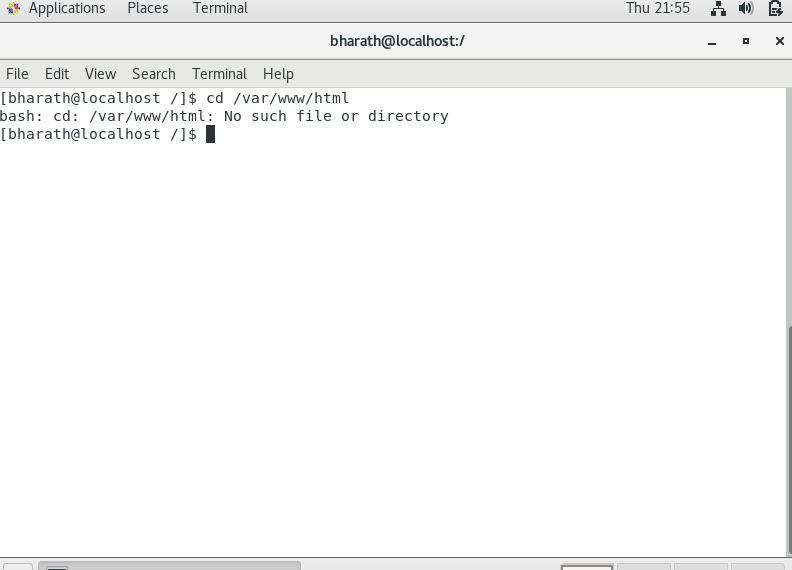 Applications Places Terminal Thu 21:55
bharath@localhost:/
File Edit View Search Terminal Help
[bharath@localhost /]$ cd /var/www/html
bash: cd: /var/www/html: No such file or directory
[bharath@localhost /]$